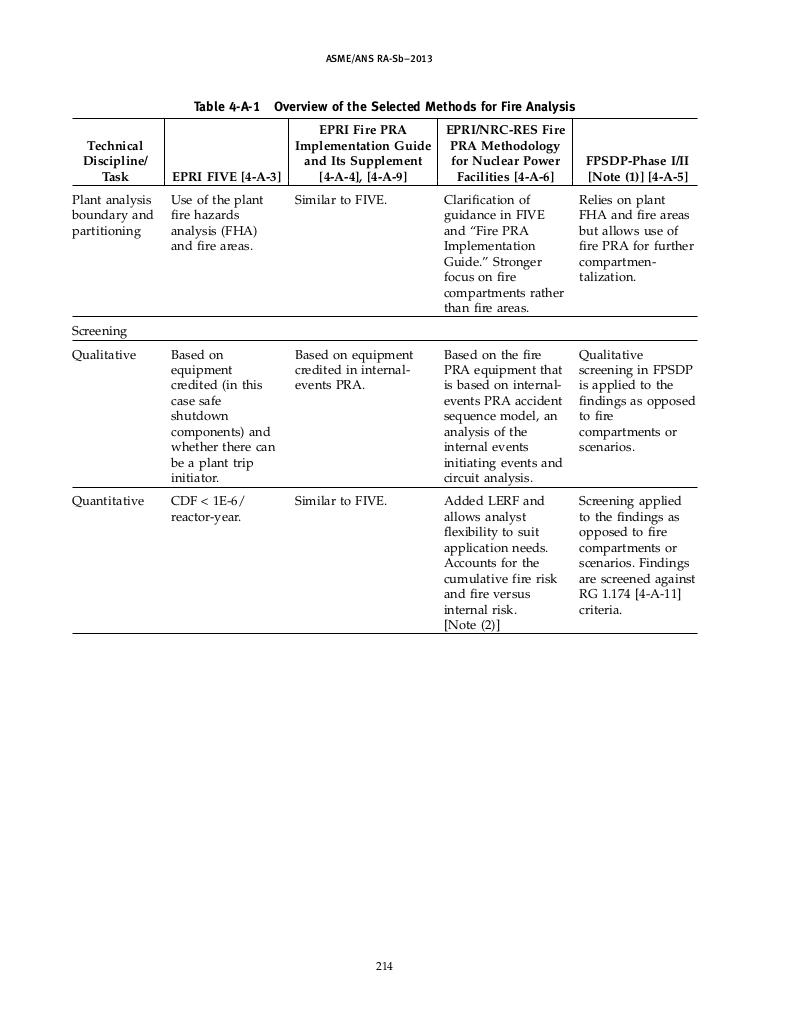 ASME/ANS RA-Sb–2013
Table 4-A-1 Overview of the Selected Methods for Fire Analysis
Technical
Discipline/
Task
EPRI FIVE [4-A-3]
EPRI Fire PRA
Implementation Guide
and Its Supplement
[4-A-4], [4-A-9]
EPRI/NRC-RES Fire
PRA Methodology
for Nuclear Power
Facilities [4-A-6]
FPSDP-Phase I/II
[Note (1)] [4-A-5]
Plant analysis
boundary and
partitioning
Use of the plant
fire hazards
analysis (FHA)
and fire areas.
Similar to FIVE.
Clarification of
guidance in FIVE
and “Fire PRA
Implementation
Guide.” Stronger
focus on fire
compartments rather
than fire areas.
Relies on plant
FHA and fire areas
but allows use of
fire PRA for further
compartmen-
talization.
Screening
Qualitative
Based on
equipment
credited (in this
case safe
shutdown
components) and
whether there can
be a plant trip
initiator.
Based on equipment
credited in internal-
events PRA.
Based on the fire
PRA equipment that
is based on internal-
events PRA accident
sequence model, an
analysis of the
internal events
initiating events and
circuit analysis.
Qualitative
screening in FPSDP
is applied to the
findings as opposed
to fire
compartments or
scenarios.
Quantitative
CDF < 1E-6/
reactor-year.
Similar to FIVE.
Added LERF and
allows analyst
flexibility to suit
application needs.
Accounts for the
cumulative fire risk
and fire versus
internal risk.
[Note (2)]
Screening applied
to the findings as
opposed to fire
compartments or
scenarios. Findings
are screened against
RG 1.174 [4-A-11]
criteria.
214